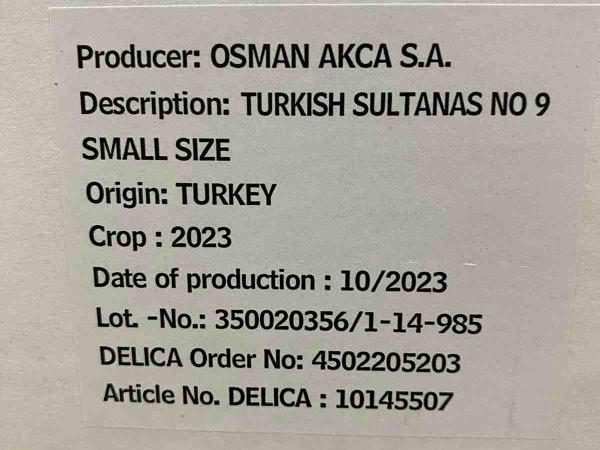 Producer: OSMAN AKCA S.A.
Description: TURKISH SULTANAS NO 9
SMALL SIZE
Origin: TURKEY
Crop : 2023
Date of production : 10/2023
Lot. -No.: 350020356/1-14-985
DELICA Order No: 4502205203
Article No. DELICA : 10145507